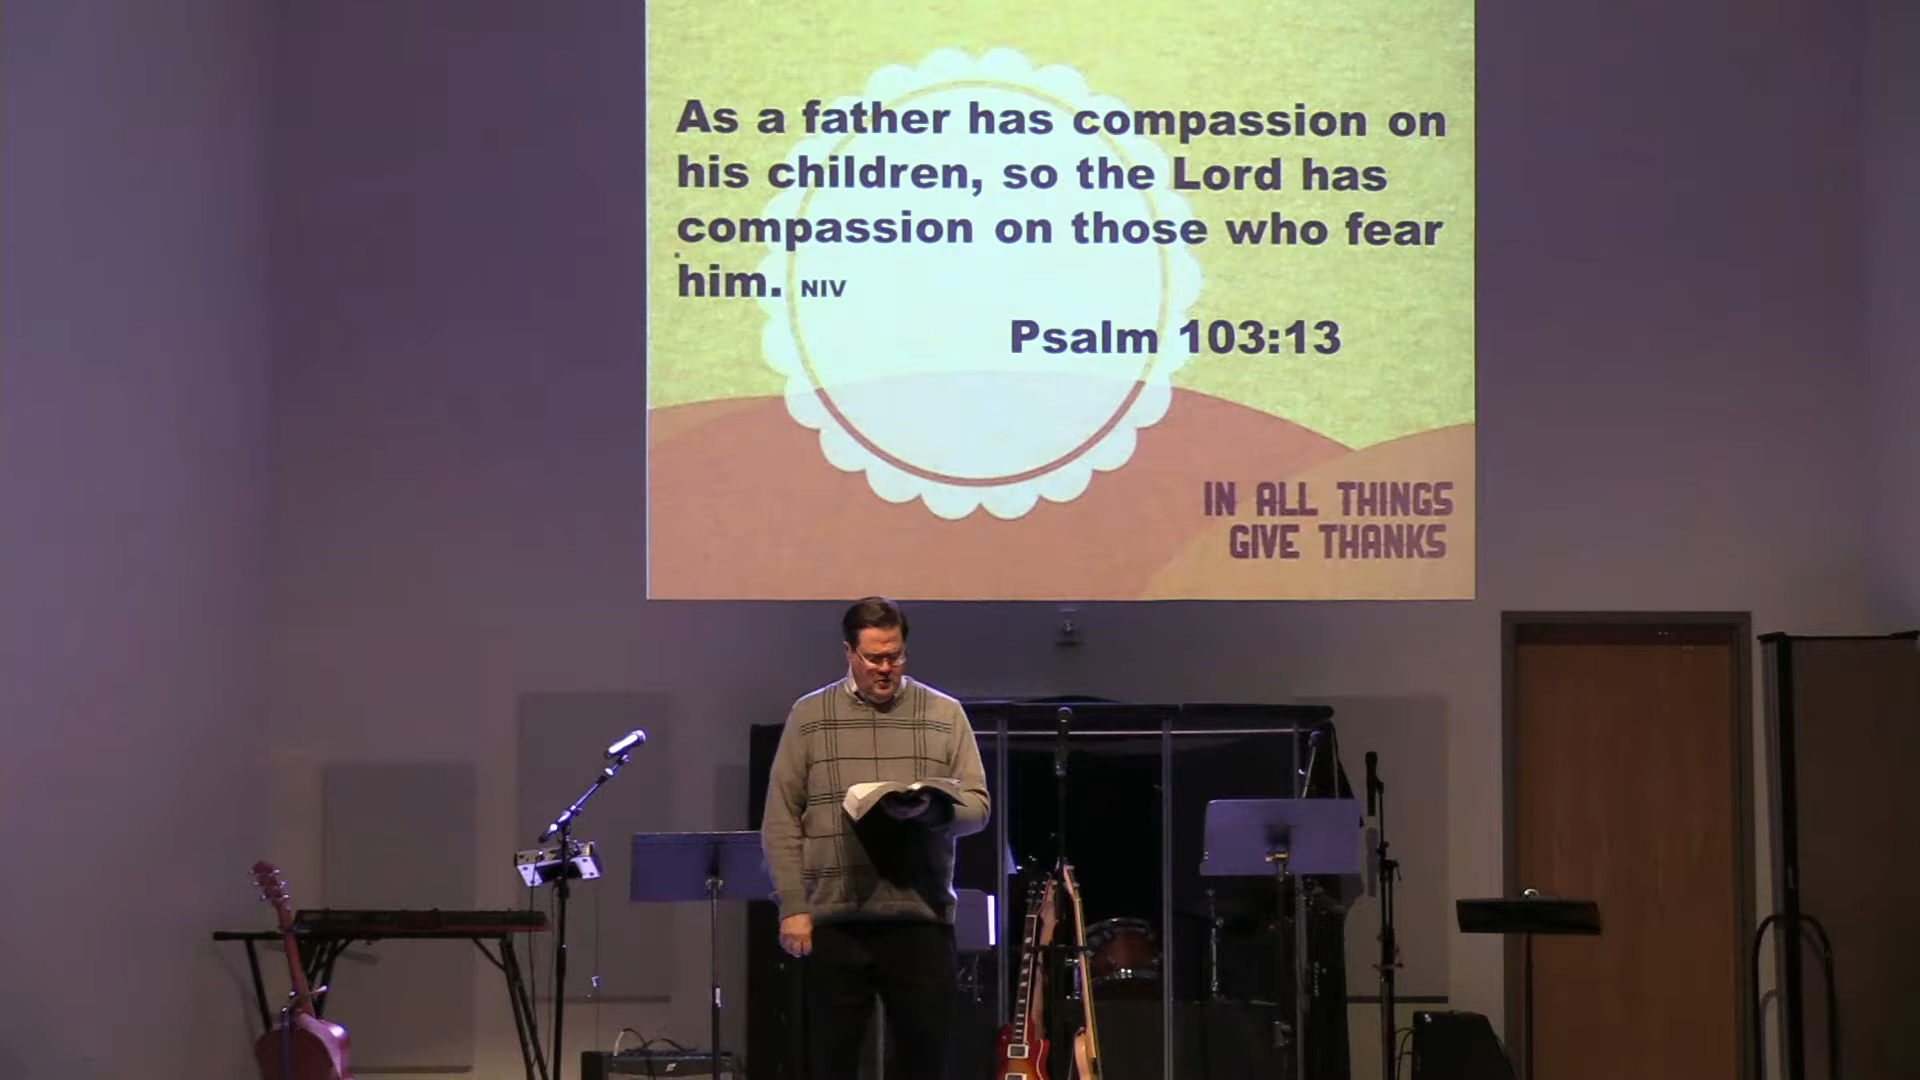 As a father has compassion on
his children, so the Lord has
compassion on those who fear
him. NIV
Psalm 103:13
IN ALL THINGS
GIVE THANKS